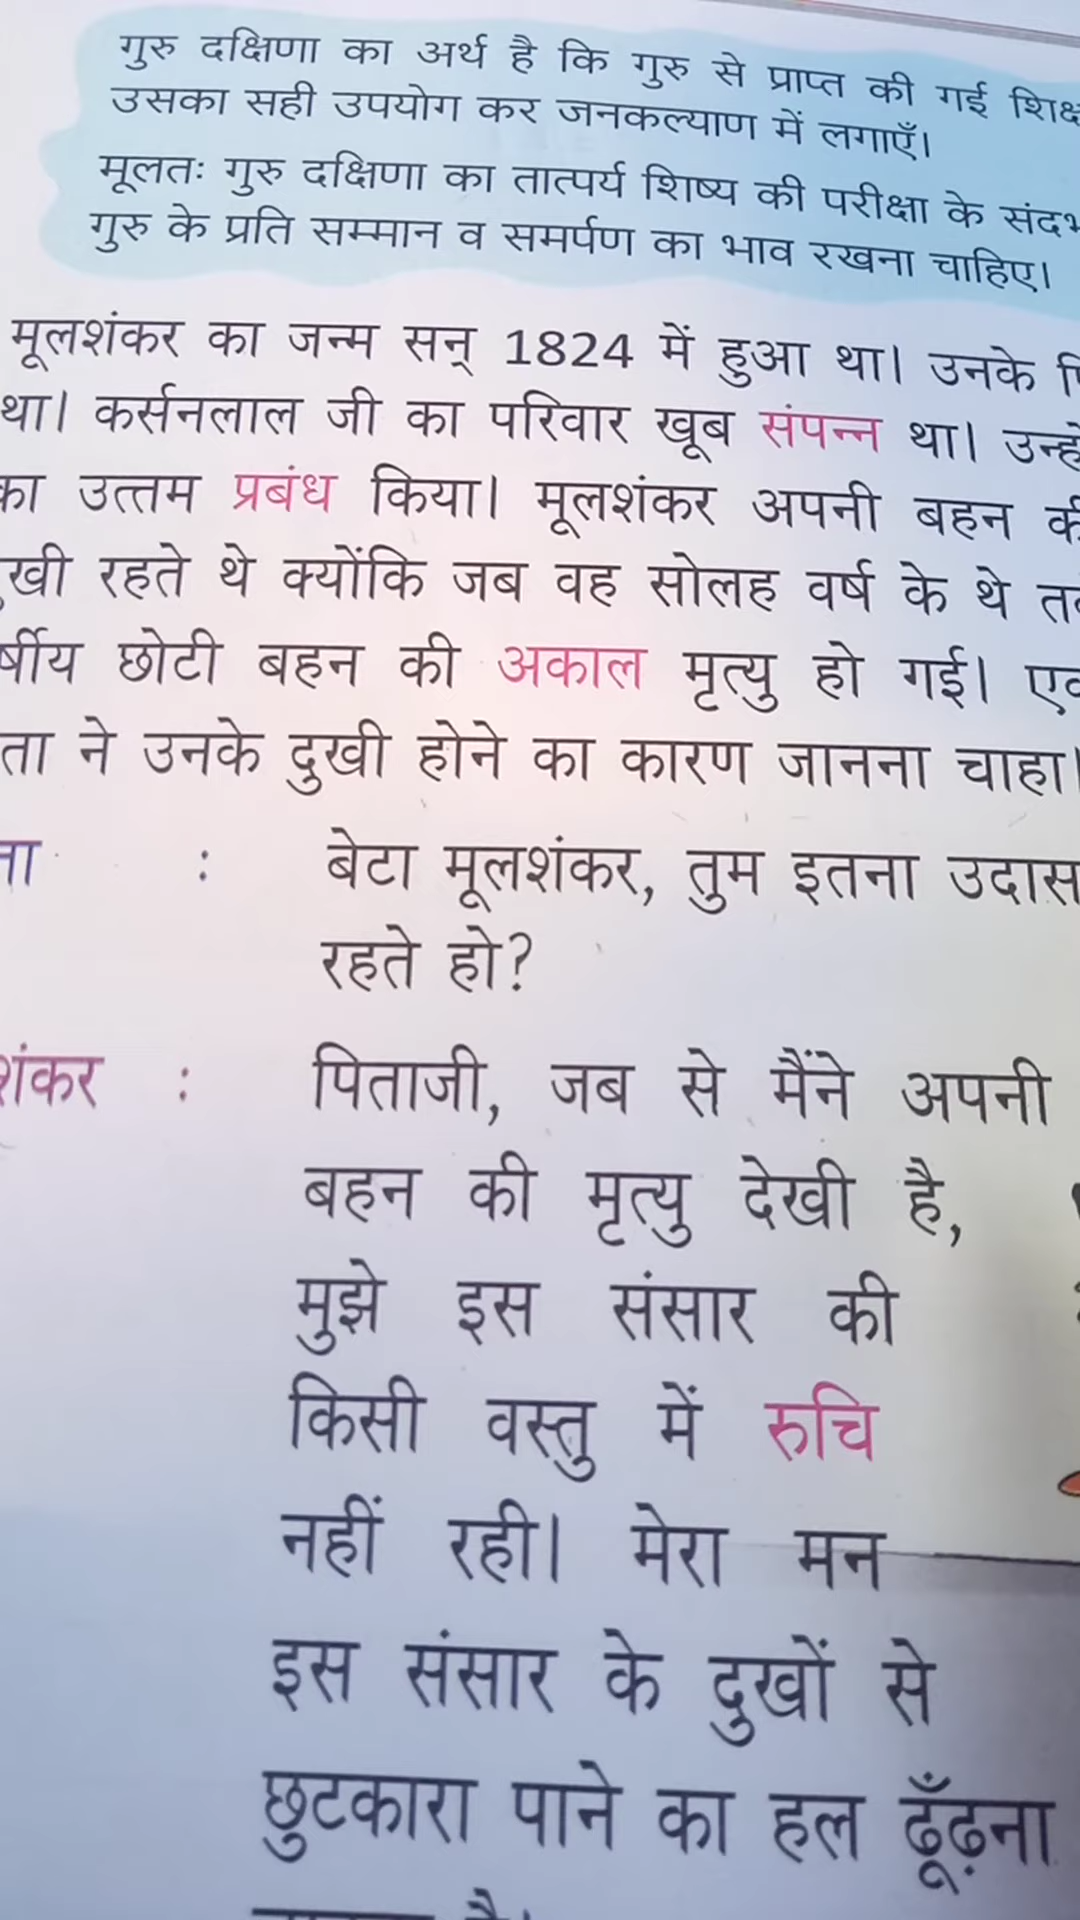 गुरु दक्षिणा का अर्थ है कि गुरु से प्राप्त की गई
उसका सही उपयोग कर जनकल्याण में लगाएँ।
मूलतः गुरु दक्षिणा का तात्पर्य शिष्य की परीक्षा के
गुरु के प्रति सम्मान व समर्पण का भाव रखना चाहिए।
मूलशंकर का जन्म सन् 1824 में हुआ था। उनके
था। कर्सनलाल जी का परिवार खूब संपन्न था।
का उत्तम प्रबंध किया। मूलशंकर अपनी बहन की
रहते थे क्योंकि जब वह सोलह वर्ष के थे
छोटी बहन की अकाल मृत्यु हो गई।
ने उनके दुखी होने का कारण जानना चाहा।
: बेटा मूलशंकर, तुम इतना उदास
रहते हो?
शंकर : पिताजी, जब से मैंने अपनी
बहन की मृत्यु देखी है,
मुझे इस संसार की
किसी वस्तु में रुचि
नहीं रही। मेरा मन
इस संसार के दुखों से
छुटकारा पाने का हल ढूँढ़ना